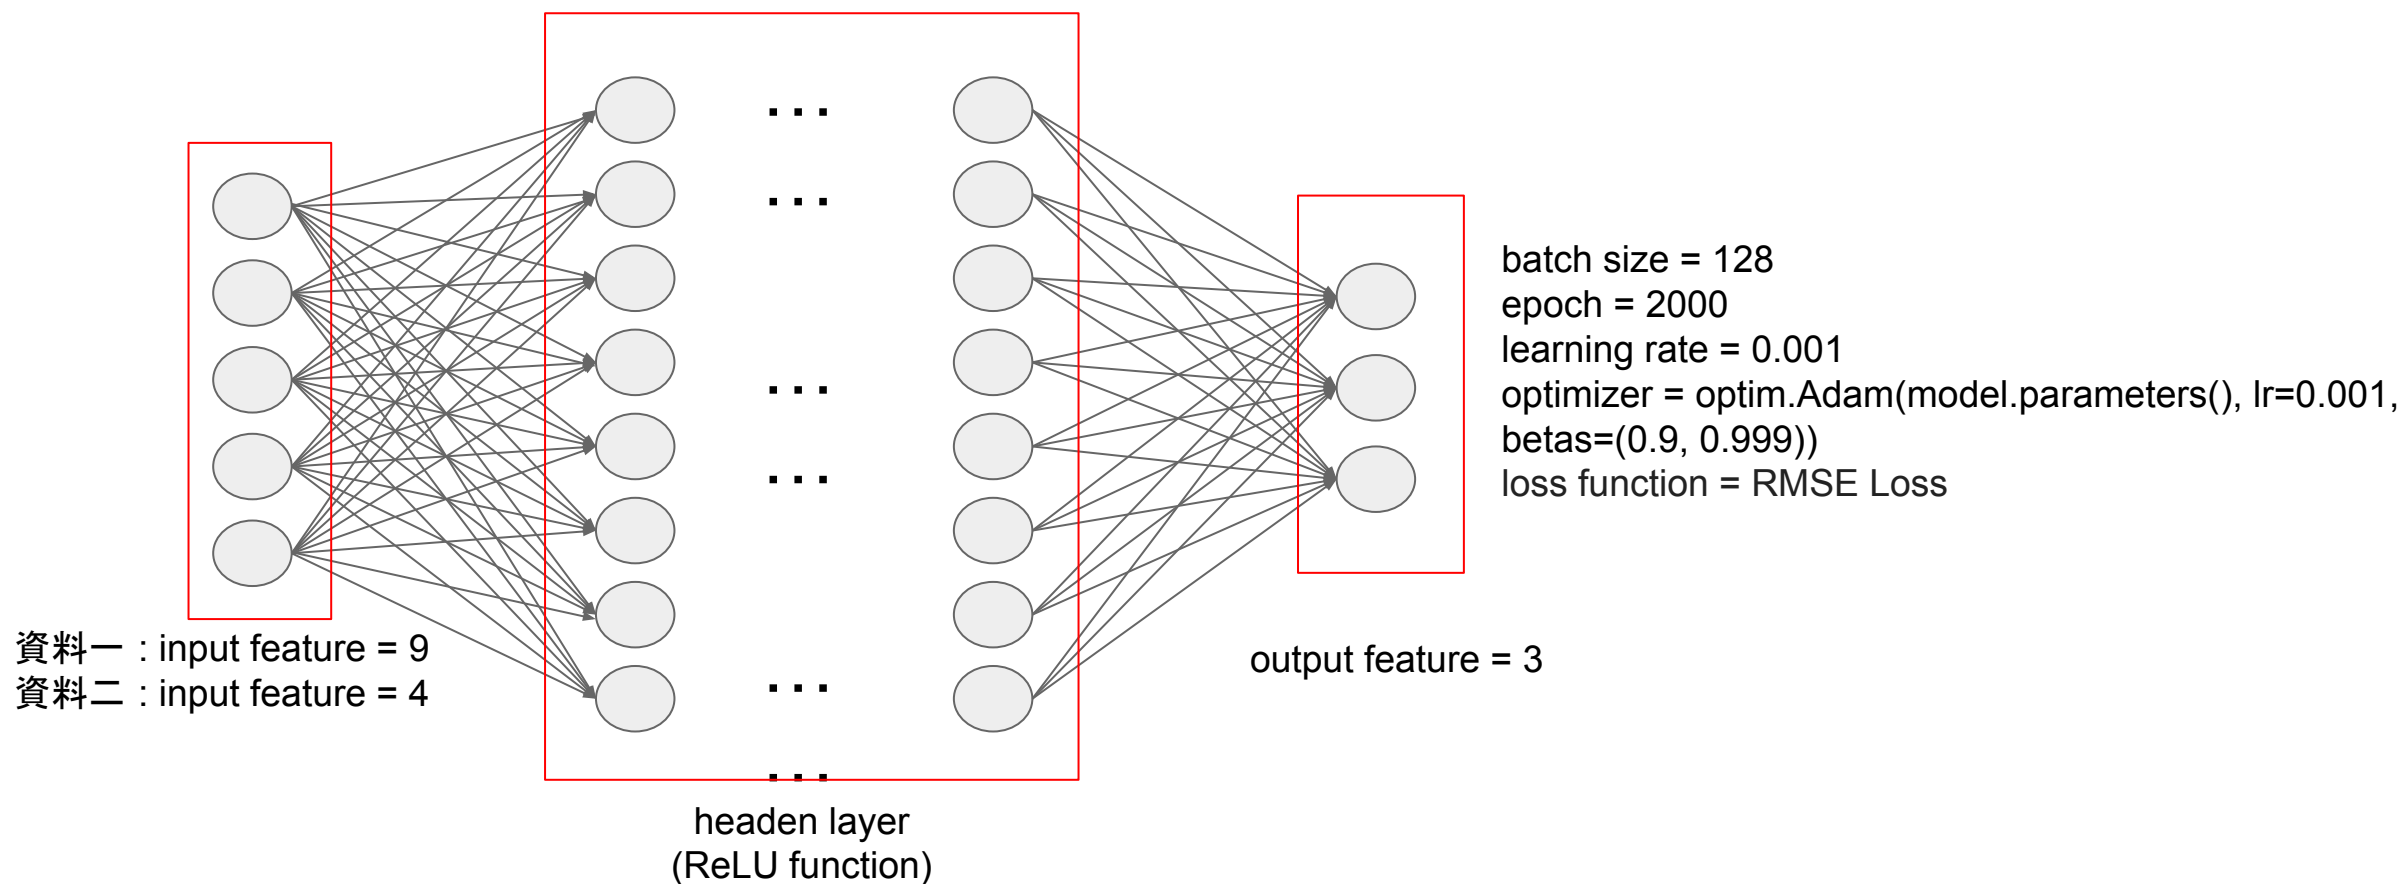 batch size = 128
epoch = 2000
learning rate = 0.001
optimizer = optim.Adam(model.parameters(), lr=0.001,
betas=(0.9, 0.999))
loss function = RMSE Loss
資料一 : input feature = 9
資料二 : input feature = 4
output feature = 3
headen layer
(ReLU function)